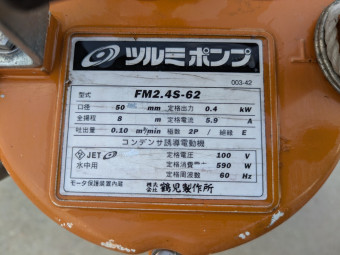 ツルミポンプ
003-42
型式 FM2.4S-62
口径 50 mm 定格出力 0.4 kW
全揚程 8 m 定格電流 5.9 A
吐出量 0.10 m³/min 極数 2P / 絶縁 E
コンデンサ誘導電動機
JET 定格電圧 100 V
水中用 定格消費 590 W
定格周波数 60 Hz
モータ保護装置内蔵 株式会社 鶴見製作所